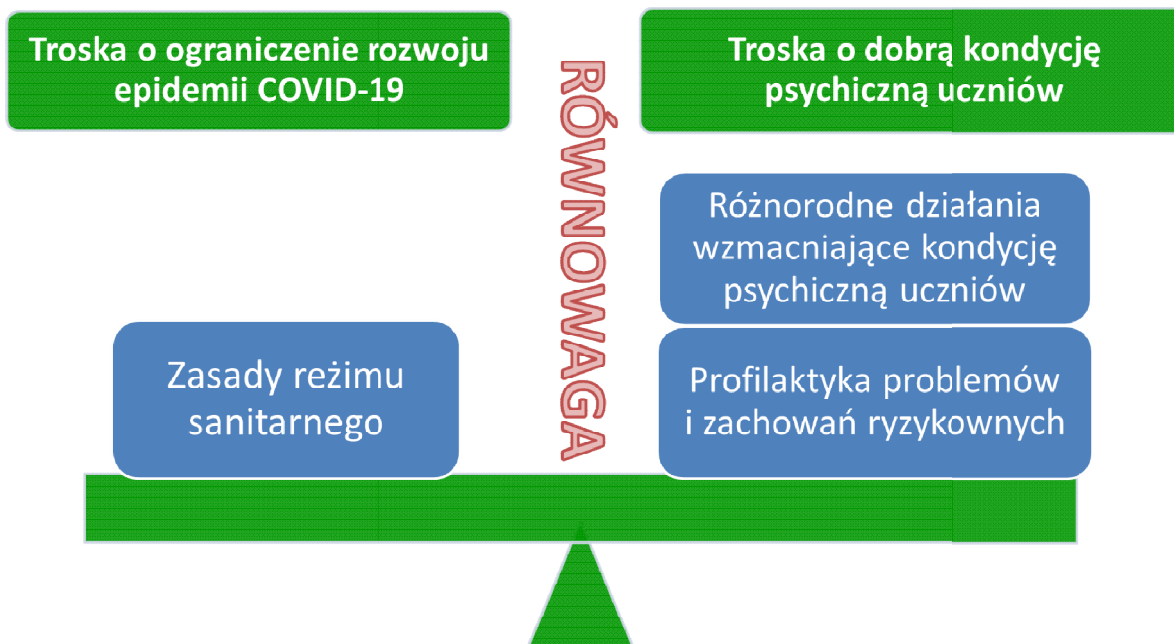 Troska o ograniczenie rozwoju
epidemii COVID-19
RÓWNOWAGA
Troska o dobrą kondycję
psychiczną uczniów
Różnorodne działania
wzmacniające kondycję
psychiczną uczniów
Zasady reżimu
sanitarnego
Profilaktyka problemów
i zachowań ryzykownych